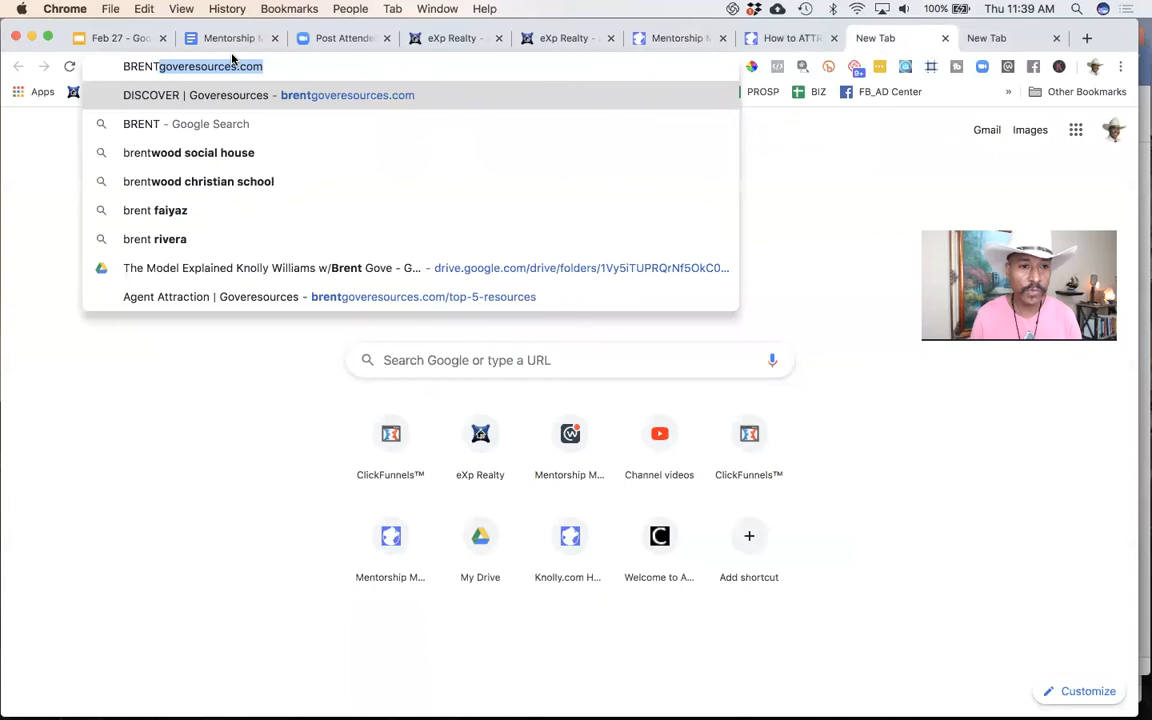 Chrome File Edit View History Bookmarks People Tab Window Help 100% Thu 11:39 AM
Feb 27 - Goo Mentorship M Post Attende eXp Realty - eXp Realty - Mentorship M How to ATTR New Tab New Tab
BRENTgoveresources.com
Apps PROSP BIZ FB_AD Center » Other Bookmarks
DISCOVER | Goveresources - brentgoveresources.com
BRENT - Google Search
Gmail Images
brentwood social house
brentwood christian school
brent faiyaz
brent rivera
The Model Explained Knolly Williams w/Brent Gove - G... - drive.google.com/drive/folders/1Vy5iTUPRQrNf5OkC0...
Agent Attraction | Goveresources - brentgoveresources.com/top-5-resources
Search Google or type a URL
ClickFunnels™ eXp Realty Mentorship M... Channel videos ClickFunnels™
Mentorship M... My Drive Knolly.com H... Welcome to A... Add shortcut
Customize